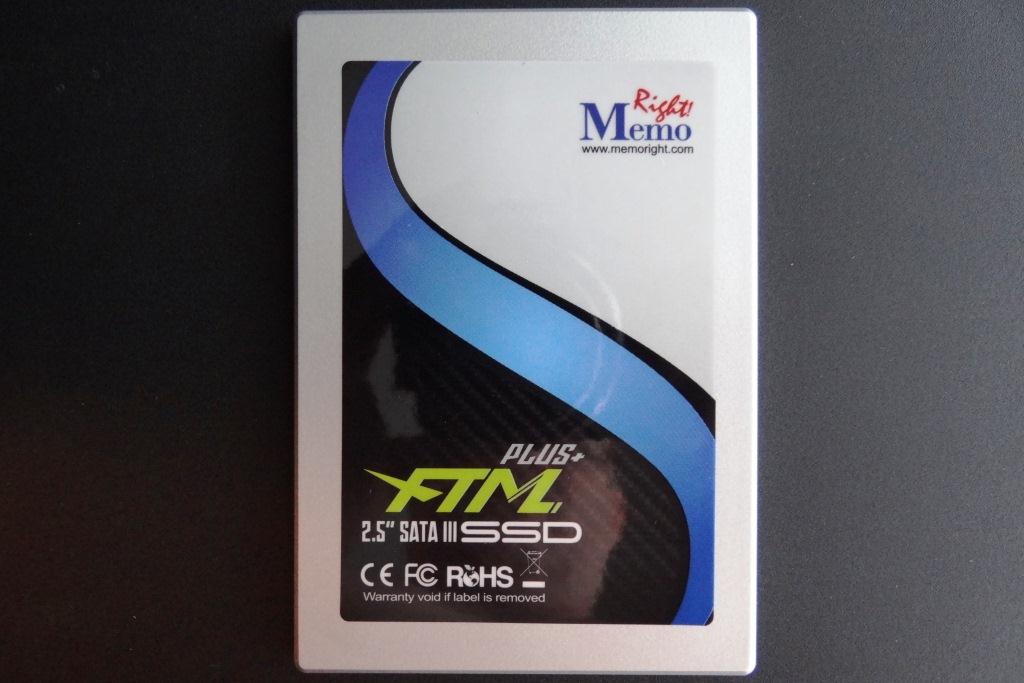 Right!
Memo
www.memoright.com
PLUS+
FTM
2.5" SATA III SSD
CE FC RoHS
Warranty void if label is removed